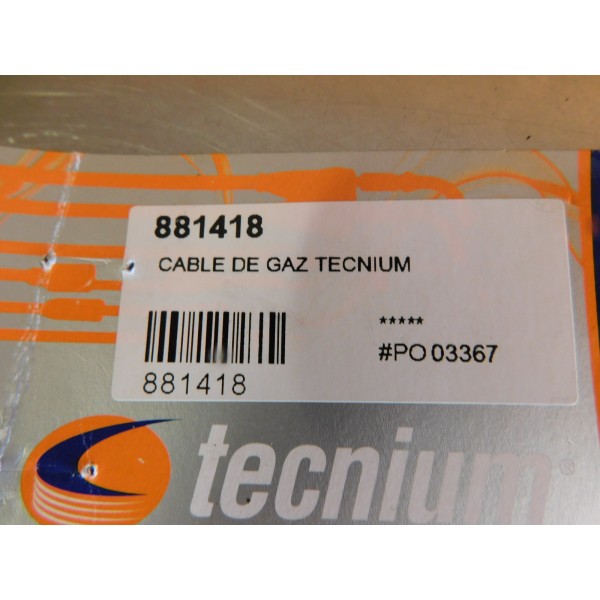 881418
CABLE DE GAZ TECNIUM
*****
#PO 03367
881418
tecnium®